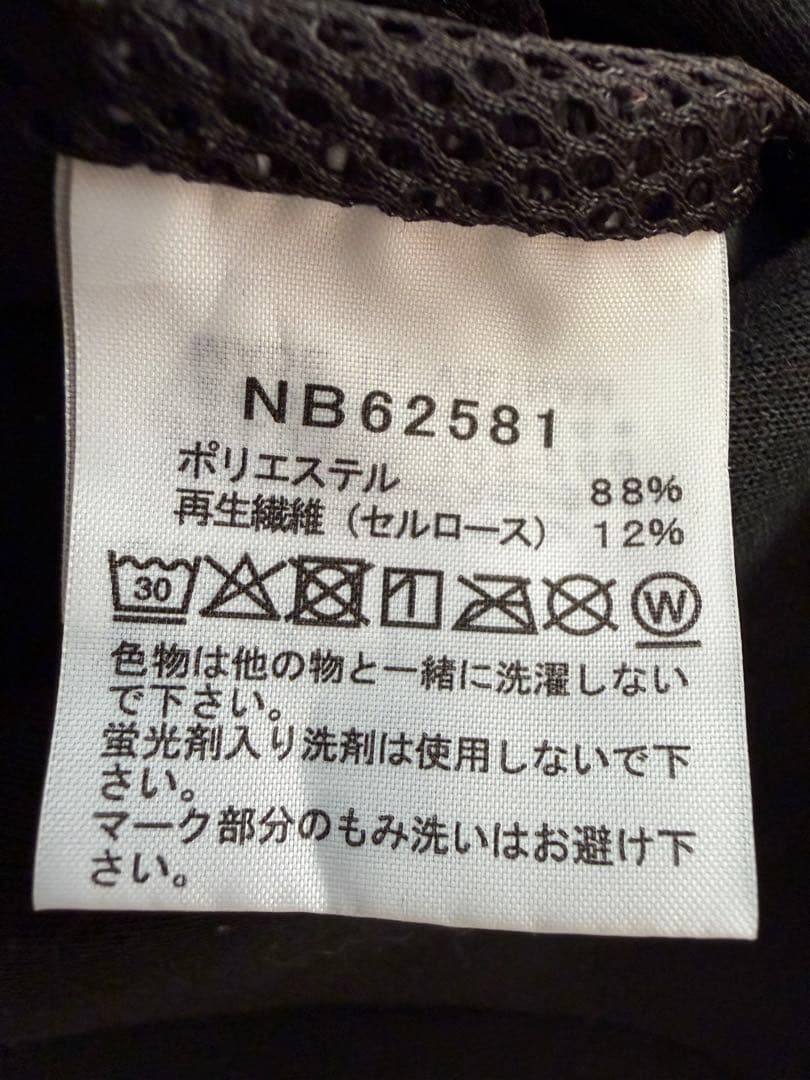 NB62581
ポリエステル 88%
再生繊維（セルロース） 12%
30 W
色物は他の物と一緒に洗濯しない
で下さい。
蛍光剤入り洗剤は使用しないで下
さい。
マーク部分のもみ洗いはお避け下
さい。